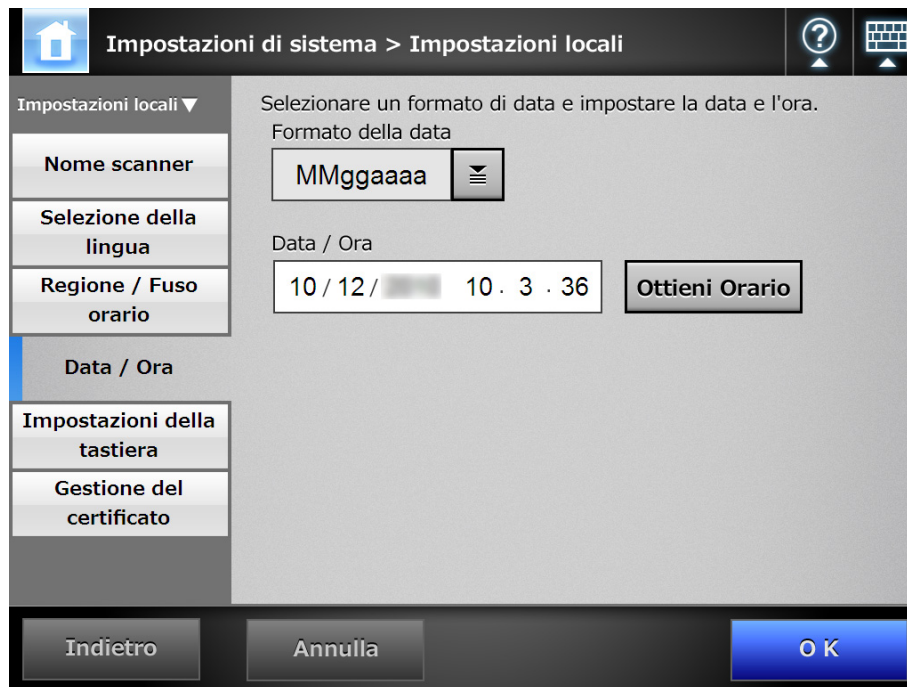 Impostazioni di sistema > Impostazioni locali
?
Impostazioni locali ▼
Nome scanner
Selezione della
lingua
Regione / Fuso
orario
Data / Ora
Impostazioni della
tastiera
Gestione del
certificato
Selezionare un formato di data e impostare la data e l'ora.
Formato della data
MMggaaaa
Data / Ora
10 / 12 / 10 . 3 . 36
Ottieni Orario
Indietro
Annulla
O K